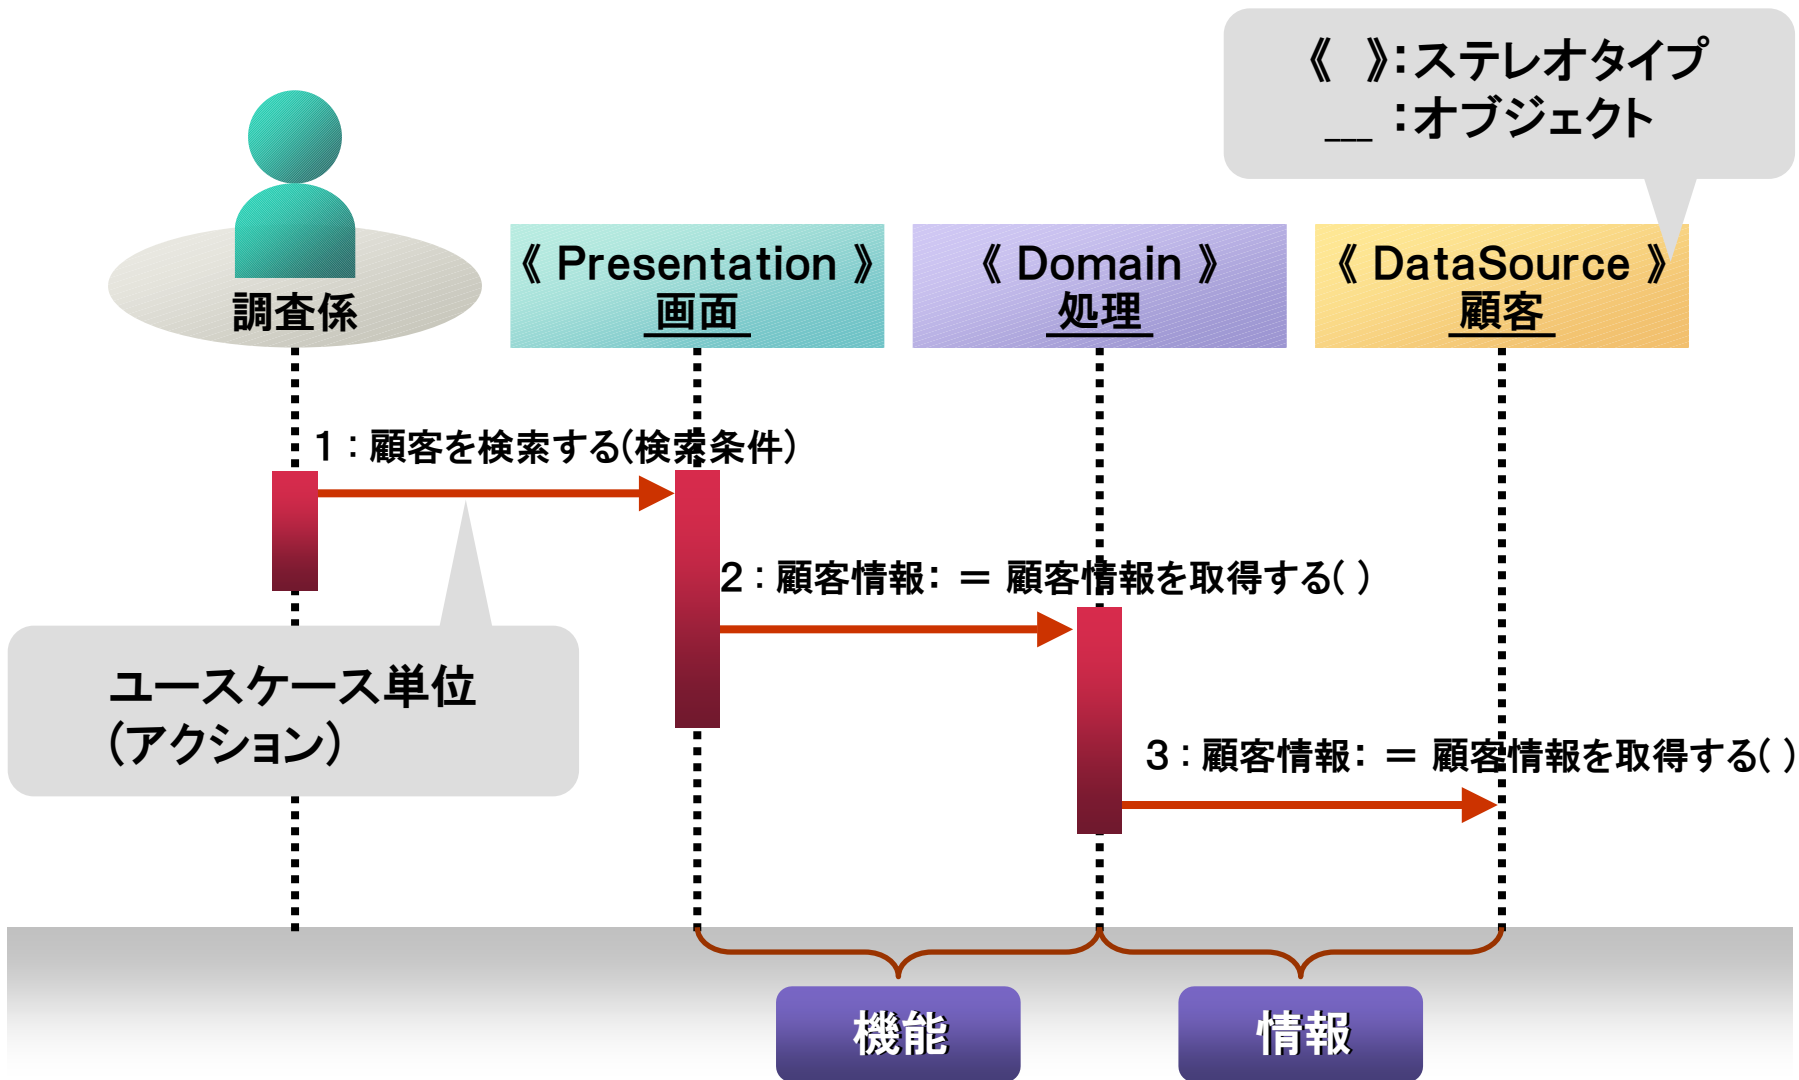 《　》：ステレオタイプ
___ ：オブジェクト
調査係
《 Presentation 》
画面
《 Domain 》
処理
《 DataSource 》
顧客
1：顧客を検索する(検索条件)
2：顧客情報：＝ 顧客情報を取得する( )
ユースケース単位
(アクション)
3：顧客情報：＝ 顧客情報を取得する( )
機能
情報